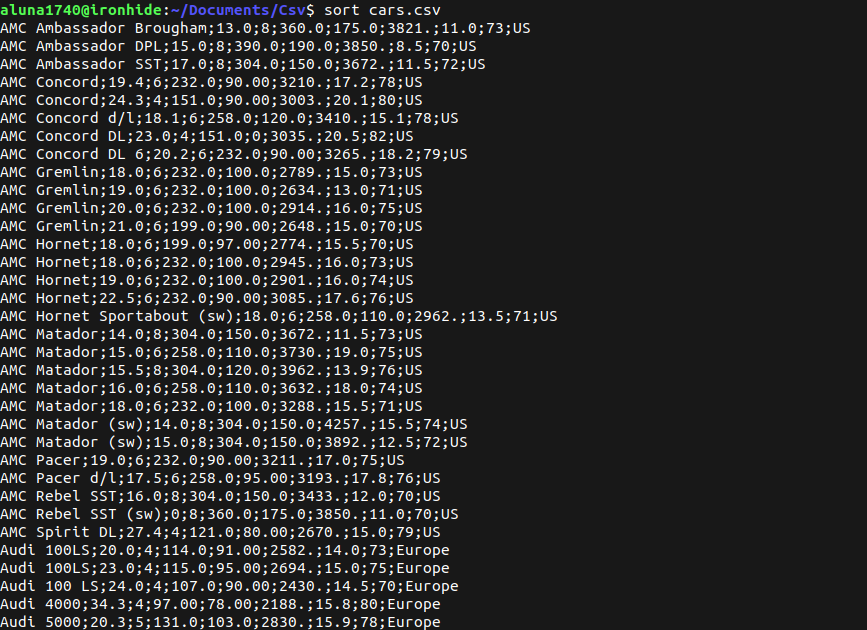 aluna1740@ironhide:~/Documents/Csv$ sort cars.csv
AMC Ambassador Brougham;13.0;8;360.0;175.0;3821.;11.0;73;US
AMC Ambassador DPL;15.0;8;390.0;190.0;3850.;8.5;70;US
AMC Ambassador SST;17.0;8;304.0;150.0;3672.;11.5;72;US
AMC Concord;19.4;6;232.0;90.00;3210.;17.2;78;US
AMC Concord;24.3;4;151.0;90.00;3003.;20.1;80;US
AMC Concord d/l;18.1;6;258.0;120.0;3410.;15.1;78;US
AMC Concord DL;23.0;4;151.0;0;3035.;20.5;82;US
AMC Concord DL 6;20.2;6;232.0;90.00;3265.;18.2;79;US
AMC Gremlin;18.0;6;232.0;100.0;2789.;15.0;73;US
AMC Gremlin;19.0;6;232.0;100.0;2634.;13.0;71;US
AMC Gremlin;20.0;6;232.0;100.0;2914.;16.0;75;US
AMC Gremlin;21.0;6;199.0;90.00;2648.;15.0;70;US
AMC Hornet;18.0;6;199.0;97.00;2774.;15.5;70;US
AMC Hornet;18.0;6;232.0;100.0;2945.;16.0;73;US
AMC Hornet;19.0;6;232.0;100.0;2901.;16.0;74;US
AMC Hornet;22.5;6;232.0;90.00;3085.;17.6;76;US
AMC Hornet Sportabout (sw);18.0;6;258.0;110.0;2962.;13.5;71;US
AMC Matador;14.0;8;304.0;150.0;3672.;11.5;73;US
AMC Matador;15.0;6;258.0;110.0;3730.;19.0;75;US
AMC Matador;15.5;8;304.0;120.0;3962.;13.9;76;US
AMC Matador;16.0;6;258.0;110.0;3632.;18.0;74;US
AMC Matador;18.0;6;232.0;100.0;3288.;15.5;71;US
AMC Matador (sw);14.0;8;304.0;150.0;4257.;15.5;74;US
AMC Matador (sw);15.0;8;304.0;150.0;3892.;12.5;72;US
AMC Pacer;19.0;6;232.0;90.00;3211.;17.0;75;US
AMC Pacer d/l;17.5;6;258.0;95.00;3193.;17.8;76;US
AMC Rebel SST;16.0;8;304.0;150.0;3433.;12.0;70;US
AMC Rebel SST (sw);0;8;360.0;175.0;3850.;11.0;70;US
AMC Spirit DL;27.4;4;121.0;80.00;2670.;15.0;79;US
Audi 100LS;20.0;4;114.0;91.00;2582.;14.0;73;Europe
Audi 100LS;23.0;4;115.0;95.00;2694.;15.0;75;Europe
Audi 100 LS;24.0;4;107.0;90.00;2430.;14.5;70;Europe
Audi 4000;34.3;4;97.00;78.00;2188.;15.8;80;Europe
Audi 5000;20.3;5;131.0;103.0;2830.;15.9;78;Europe